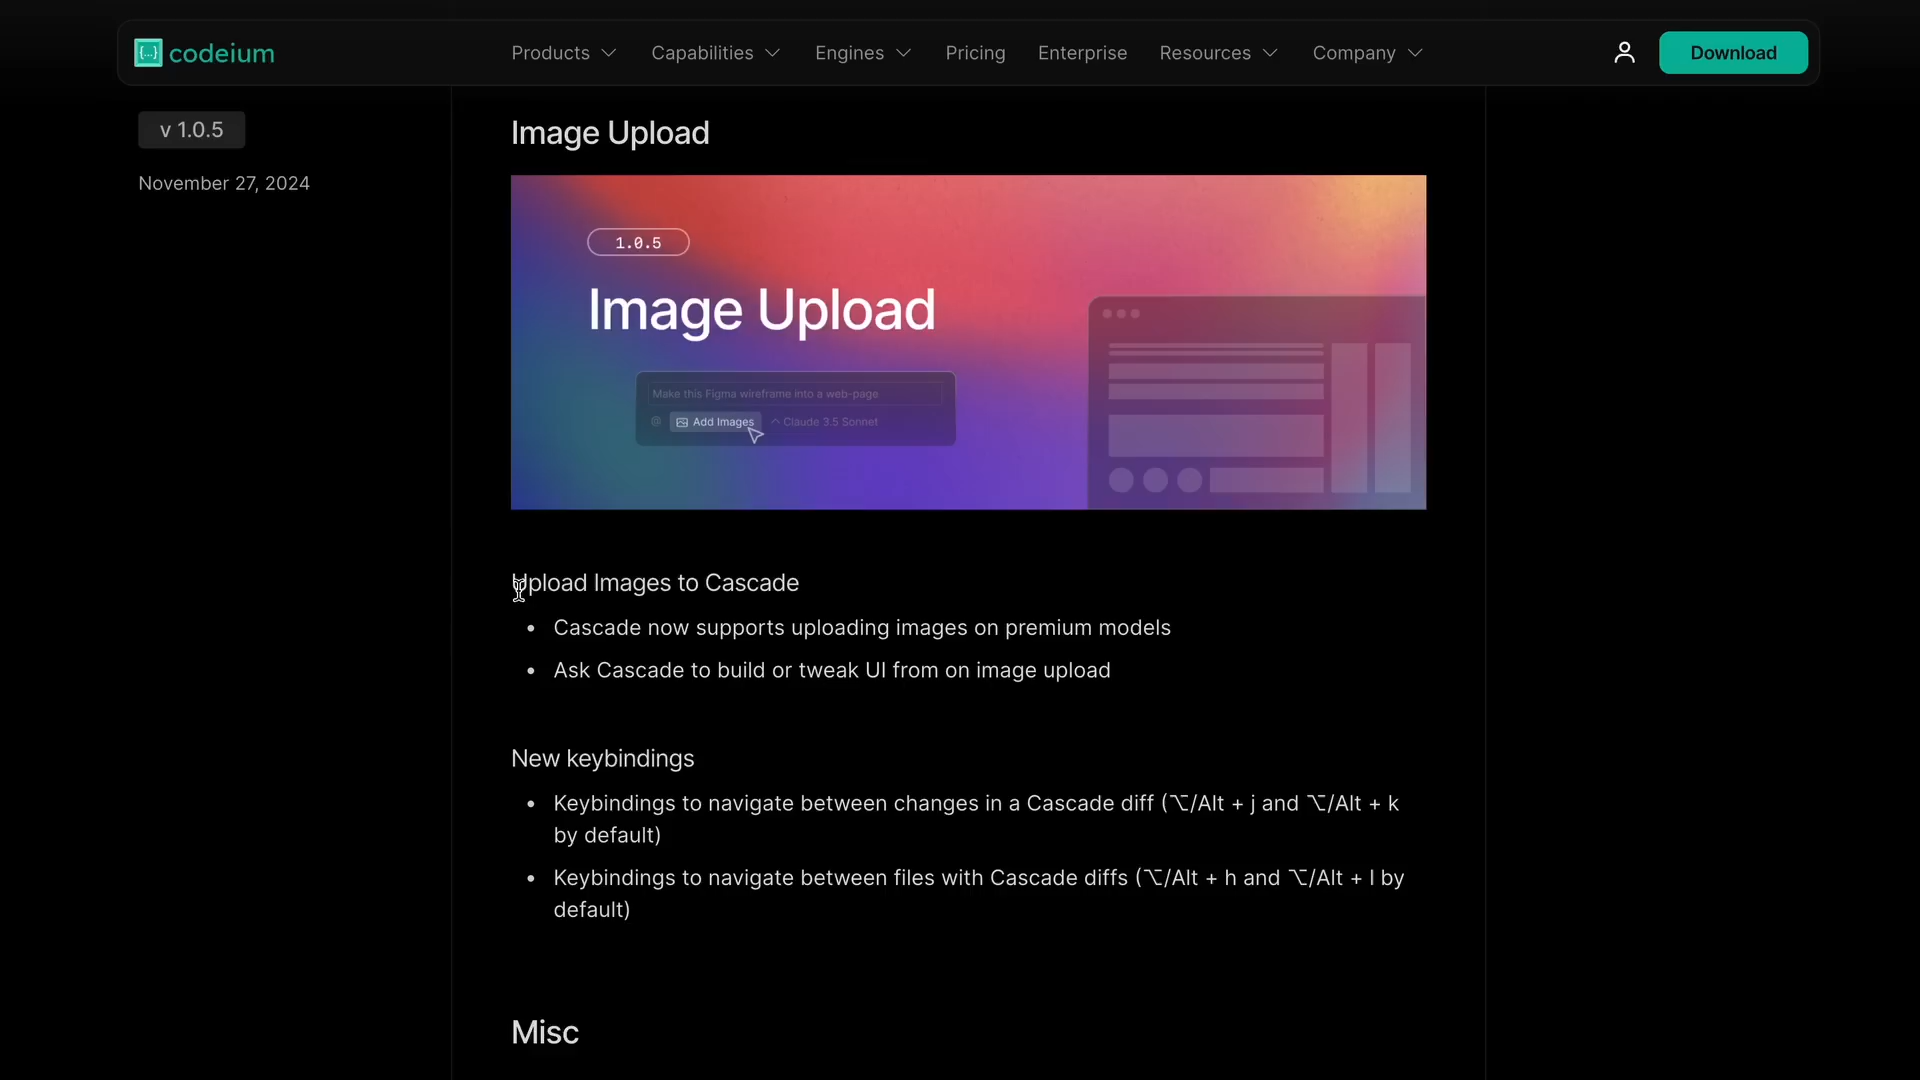 codeium
Products
Capabilities
Engines
Pricing
Enterprise
Resources
Company
Download
v 1.0.5
November 27, 2024
Image Upload
1.0.5
Image Upload
Make this Figma wireframe into a web-page
@ Add Images ^ Claude 3.5 Sonnet
Upload Images to Cascade
• Cascade now supports uploading images on premium models
• Ask Cascade to build or tweak UI from on image upload
New keybindings
• Keybindings to navigate between changes in a Cascade diff (⌥/Alt + j and ⌥/Alt + k
by default)
• Keybindings to navigate between files with Cascade diffs (⌥/Alt + h and ⌥/Alt + l by
default)
Misc